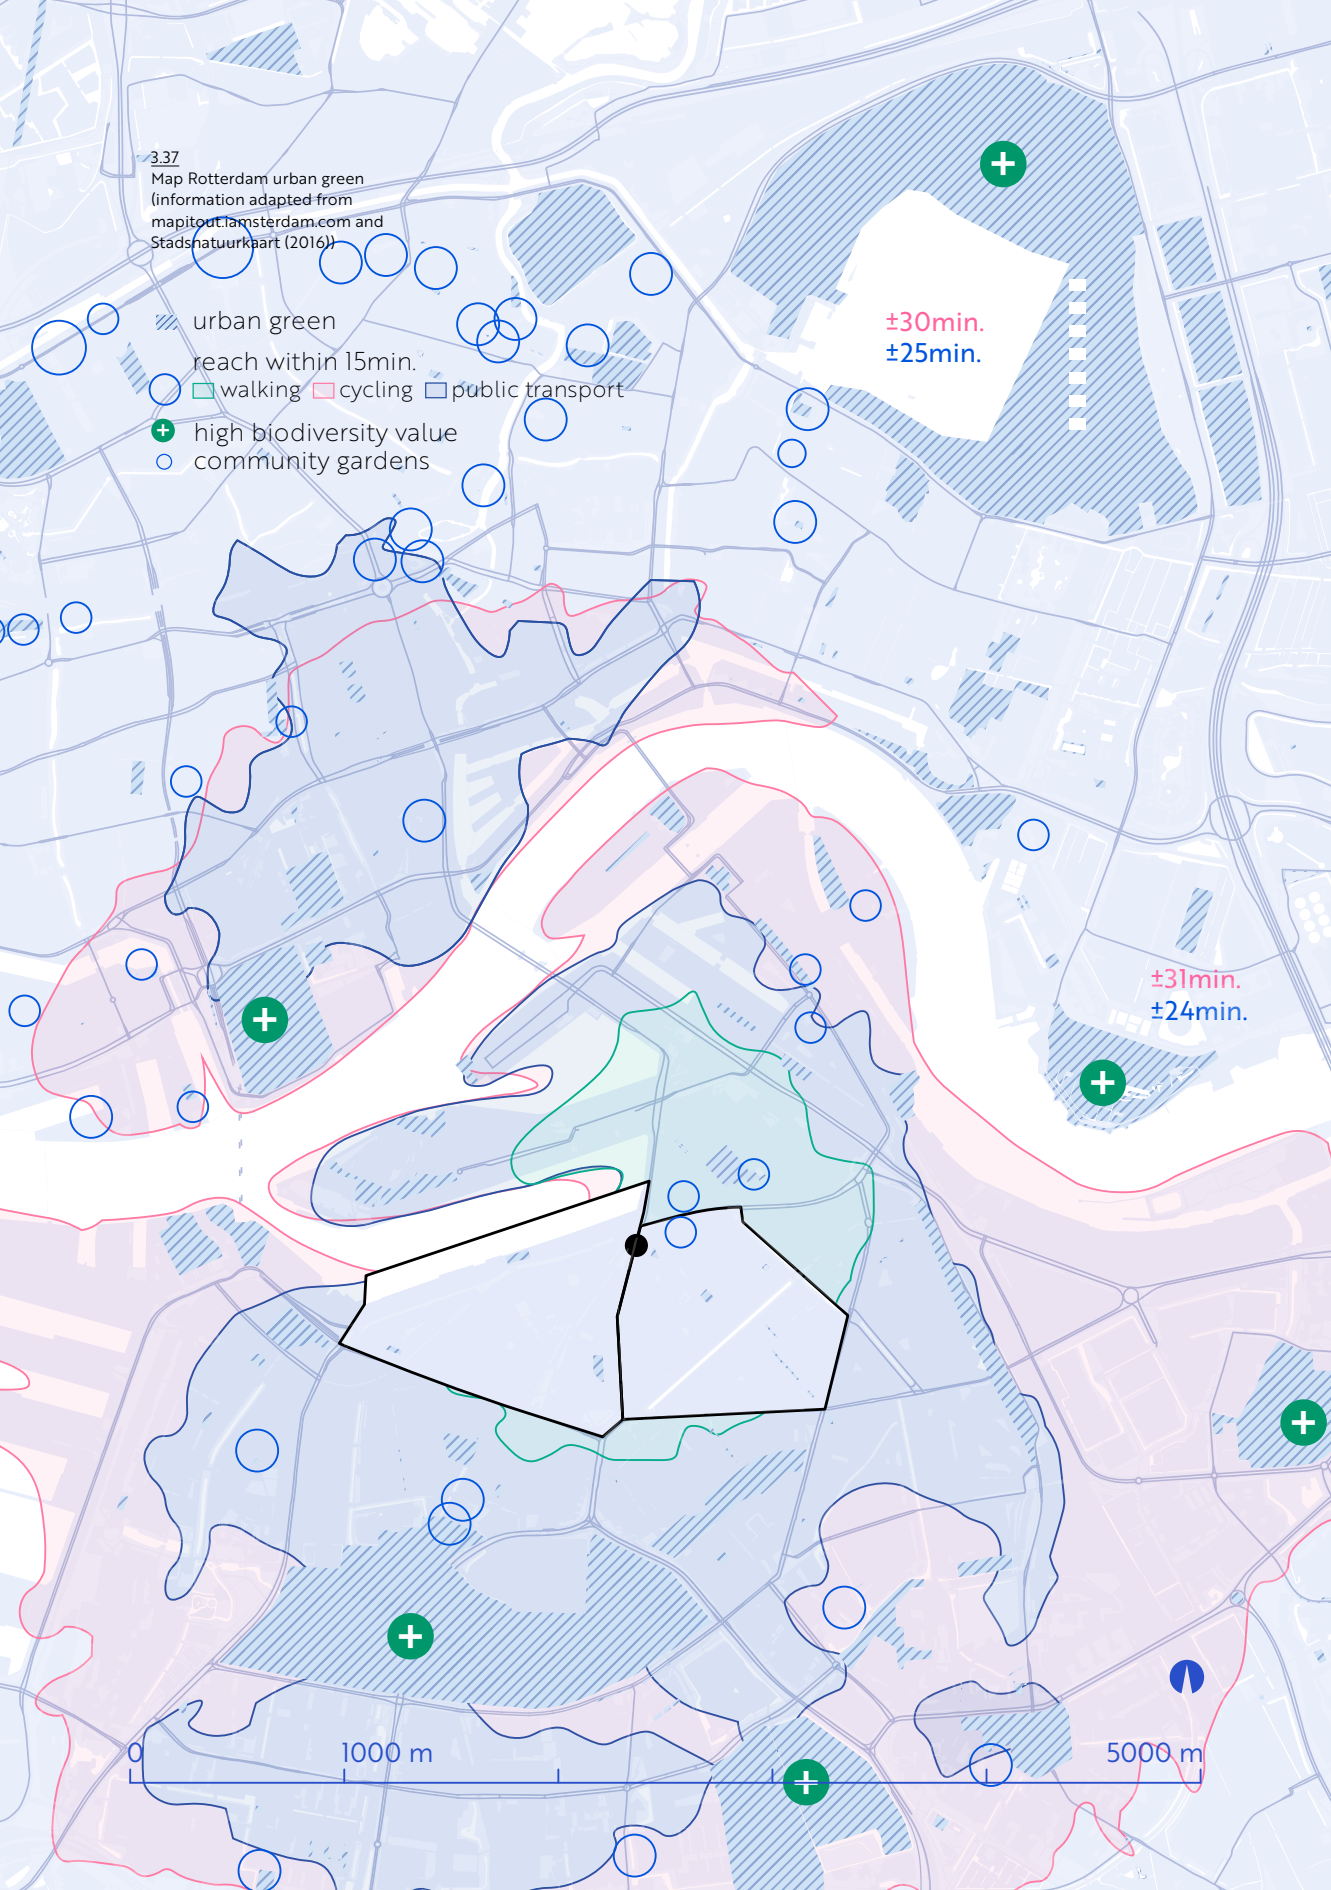 3.37
Map Rotterdam urban green
(information adapted from
mapitout.iamsterdam.com and
Stadsnatuurkaart (2016))
urban green
reach within 15min.
walking cycling public transport
high biodiversity value
community gardens
±30min.
±25min.
±31min.
±24min.
0 1000 m 5000 m